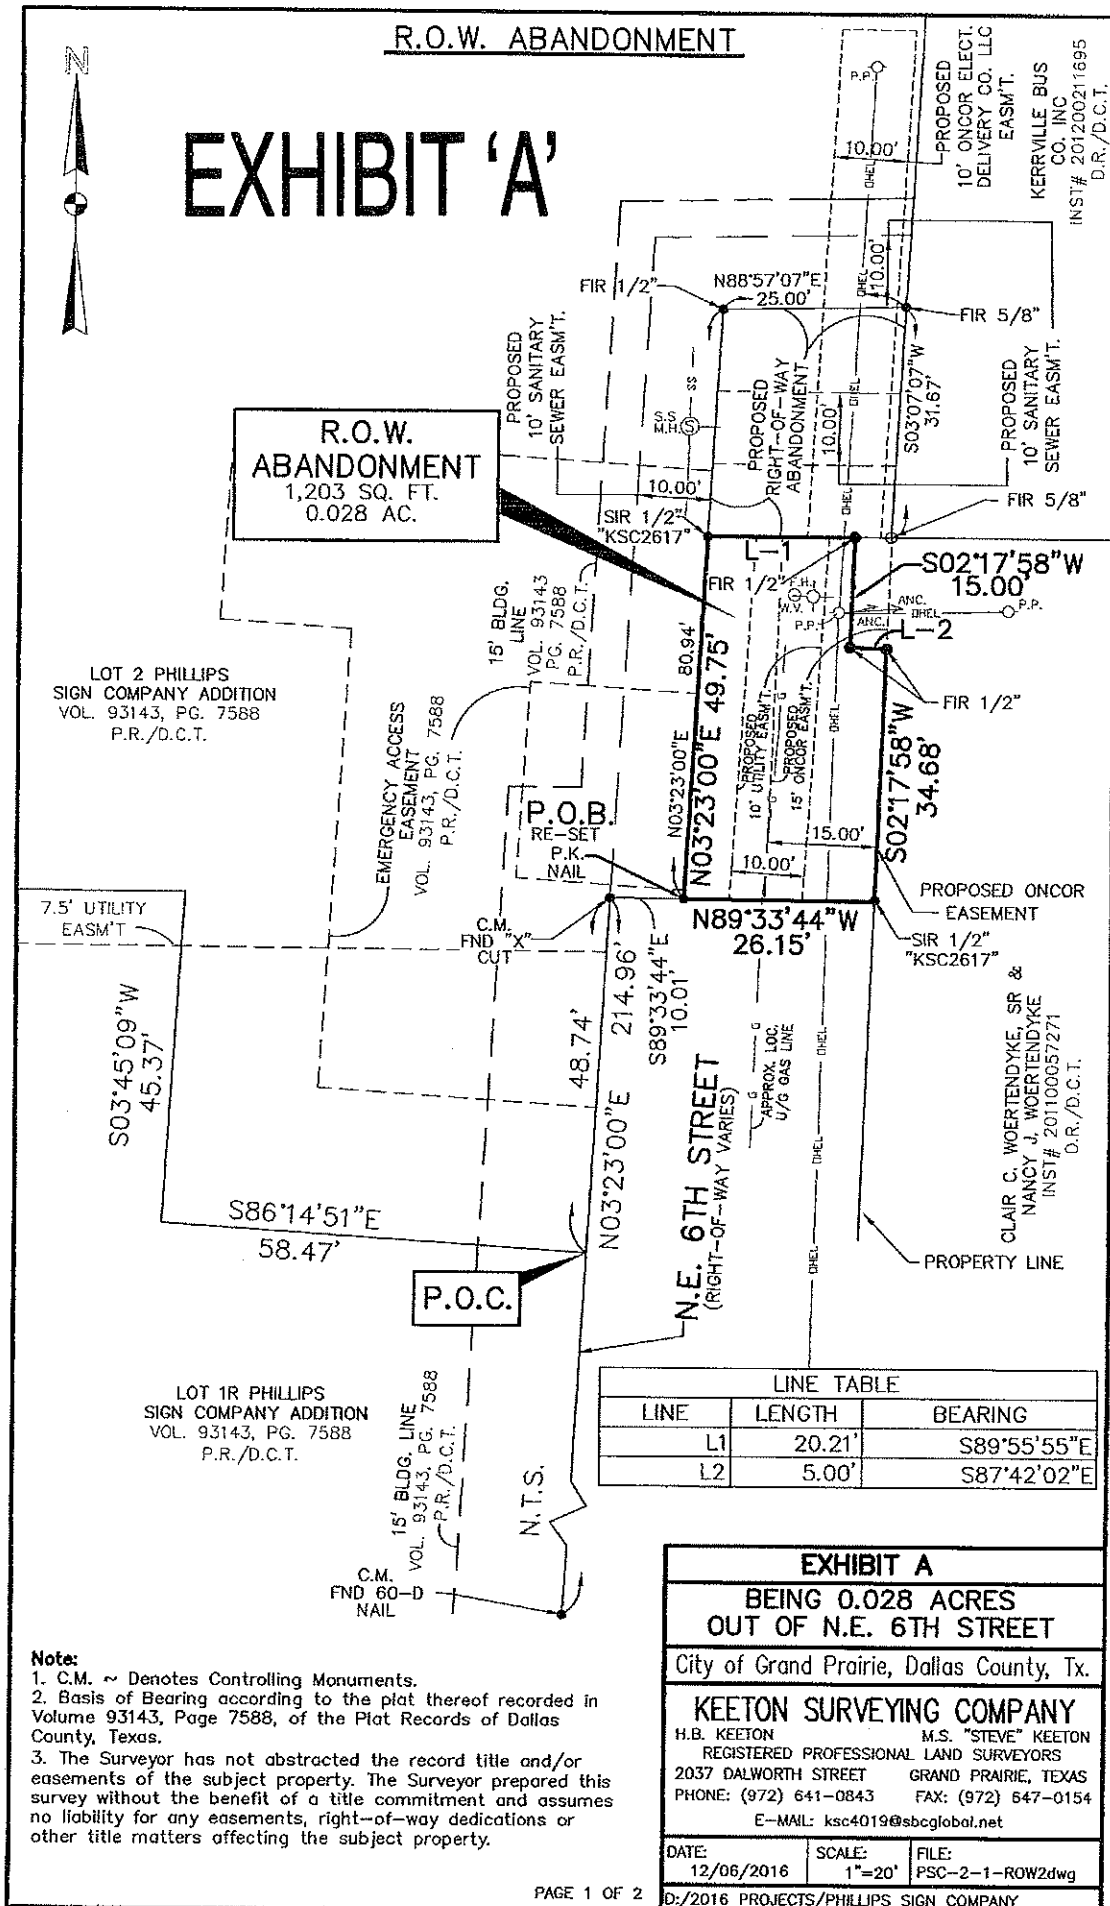 R.O.W. ABANDONMENT
N
EXHIBIT 'A'
P.P.
PROPOSED
10' ONCOR ELECT.
DELIVERY CO. LLC
EASM'T.
KERRVILLE BUS
CO. INC
INST# 201200211695
D.R./D.C.T.
10.00'
OHEL
10.00'
OHEL
FIR 1/2"
N88°57'07"E
25.00'
FIR 5/8"
PROPOSED
10' SANITARY
SEWER EASM'T.
SS
S.S
M.H.
S
PROPOSED
RIGHT-OF-WAY
ABANDONMENT
OHEL
10.00'
S03°07'07"W
31.67'
PROPOSED
10' SANITARY
SEWER EASM'T.
R.O.W.
ABANDONMENT
1,203 SQ. FT.
0.028 AC.
10.00'
OHEL
FIR 5/8"
SIR 1/2"
"KSC2617"
L-1
FIR 1/2"
S02°17'58"W
15.00'
F.H.
W.V.
P.P.
ANC.
OHEL
P.P.
ANC.
L-2
FIR 1/2"
15' BLDG.
LINE
VOL. 93143
PG. 7588
P.R./D.C.T.
80.94'
N03°23'00"E
N03°23'00"E 49.75'
LOT 2 PHILLIPS
SIGN COMPANY ADDITION
VOL. 93143, PG. 7588
P.R./D.C.T.
EMERGENCY ACCESS
EASEMENT
VOL. 93143, PG. 7588
P.R./D.C.T.
PROPOSED
10' UTILITY EASM'T.
G
G
PROPOSED
15' ONCOR EASM'T.
OHEL
S02°17'58"W
34.68'
P.O.B.
RE-SET
P.K.
NAIL
15.00'
10.00'
PROPOSED ONCOR
EASEMENT
7.5' UTILITY
EASM'T
C.M.
FND "X"
CUT
N89°33'44"W
26.15'
SIR 1/2"
"KSC2617"
S03°45'09"W
45.37'
48.74'
N03°23'00"E 214.96'
S89°33'44"E
10.01'
G
G
APPROX. LOC.
U/G GAS LINE
OHEL
OHEL
OHEL
N.E. 6TH STREET
(RIGHT-OF-WAY VARIES)
CLAIR C. WOERTENDYKE, SR &
NANCY J. WOERTENDYKE
INST# 201100057271
D.R./D.C.T.
S86°14'51"E
58.47'
PROPERTY LINE
P.O.C.
LOT 1R PHILLIPS
SIGN COMPANY ADDITION
VOL. 93143, PG. 7588
P.R./D.C.T.
15' BLDG. LINE
VOL. 93143, PG. 7588
P.R./D.C.T.
N.T.S.
LINE TABLE
LINE LENGTH BEARING
L1 20.21' S89°55'55"E
L2 5.00' S87°42'02"E
C.M.
FND 60-D
NAIL
Note:
1. C.M. ~ Denotes Controlling Monuments.
2. Basis of Bearing according to the plat thereof recorded in
Volume 93143, Page 7588, of the Plat Records of Dallas
County, Texas.
3. The Surveyor has not abstracted the record title and/or
easements of the subject property. The Surveyor prepared this
survey without the benefit of a title commitment and assumes
no liability for any easements, right-of-way dedications or
other title matters affecting the subject property.
PAGE 1 OF 2
EXHIBIT A
BEING 0.028 ACRES
OUT OF N.E. 6TH STREET
City of Grand Prairie, Dallas County, Tx.
KEETON SURVEYING COMPANY
H.B. KEETON M.S. "STEVE" KEETON
REGISTERED PROFESSIONAL LAND SURVEYORS
2037 DALWORTH STREET GRAND PRAIRIE, TEXAS
PHONE: (972) 641-0843 FAX: (972) 647-0154
E-MAIL: ksc4019@sbcglobal.net
DATE: SCALE: FILE:
12/06/2016 1"=20' PSC-2-1-ROW2dwg
D:/2016 PROJECTS/PHILLIPS SIGN COMPANY